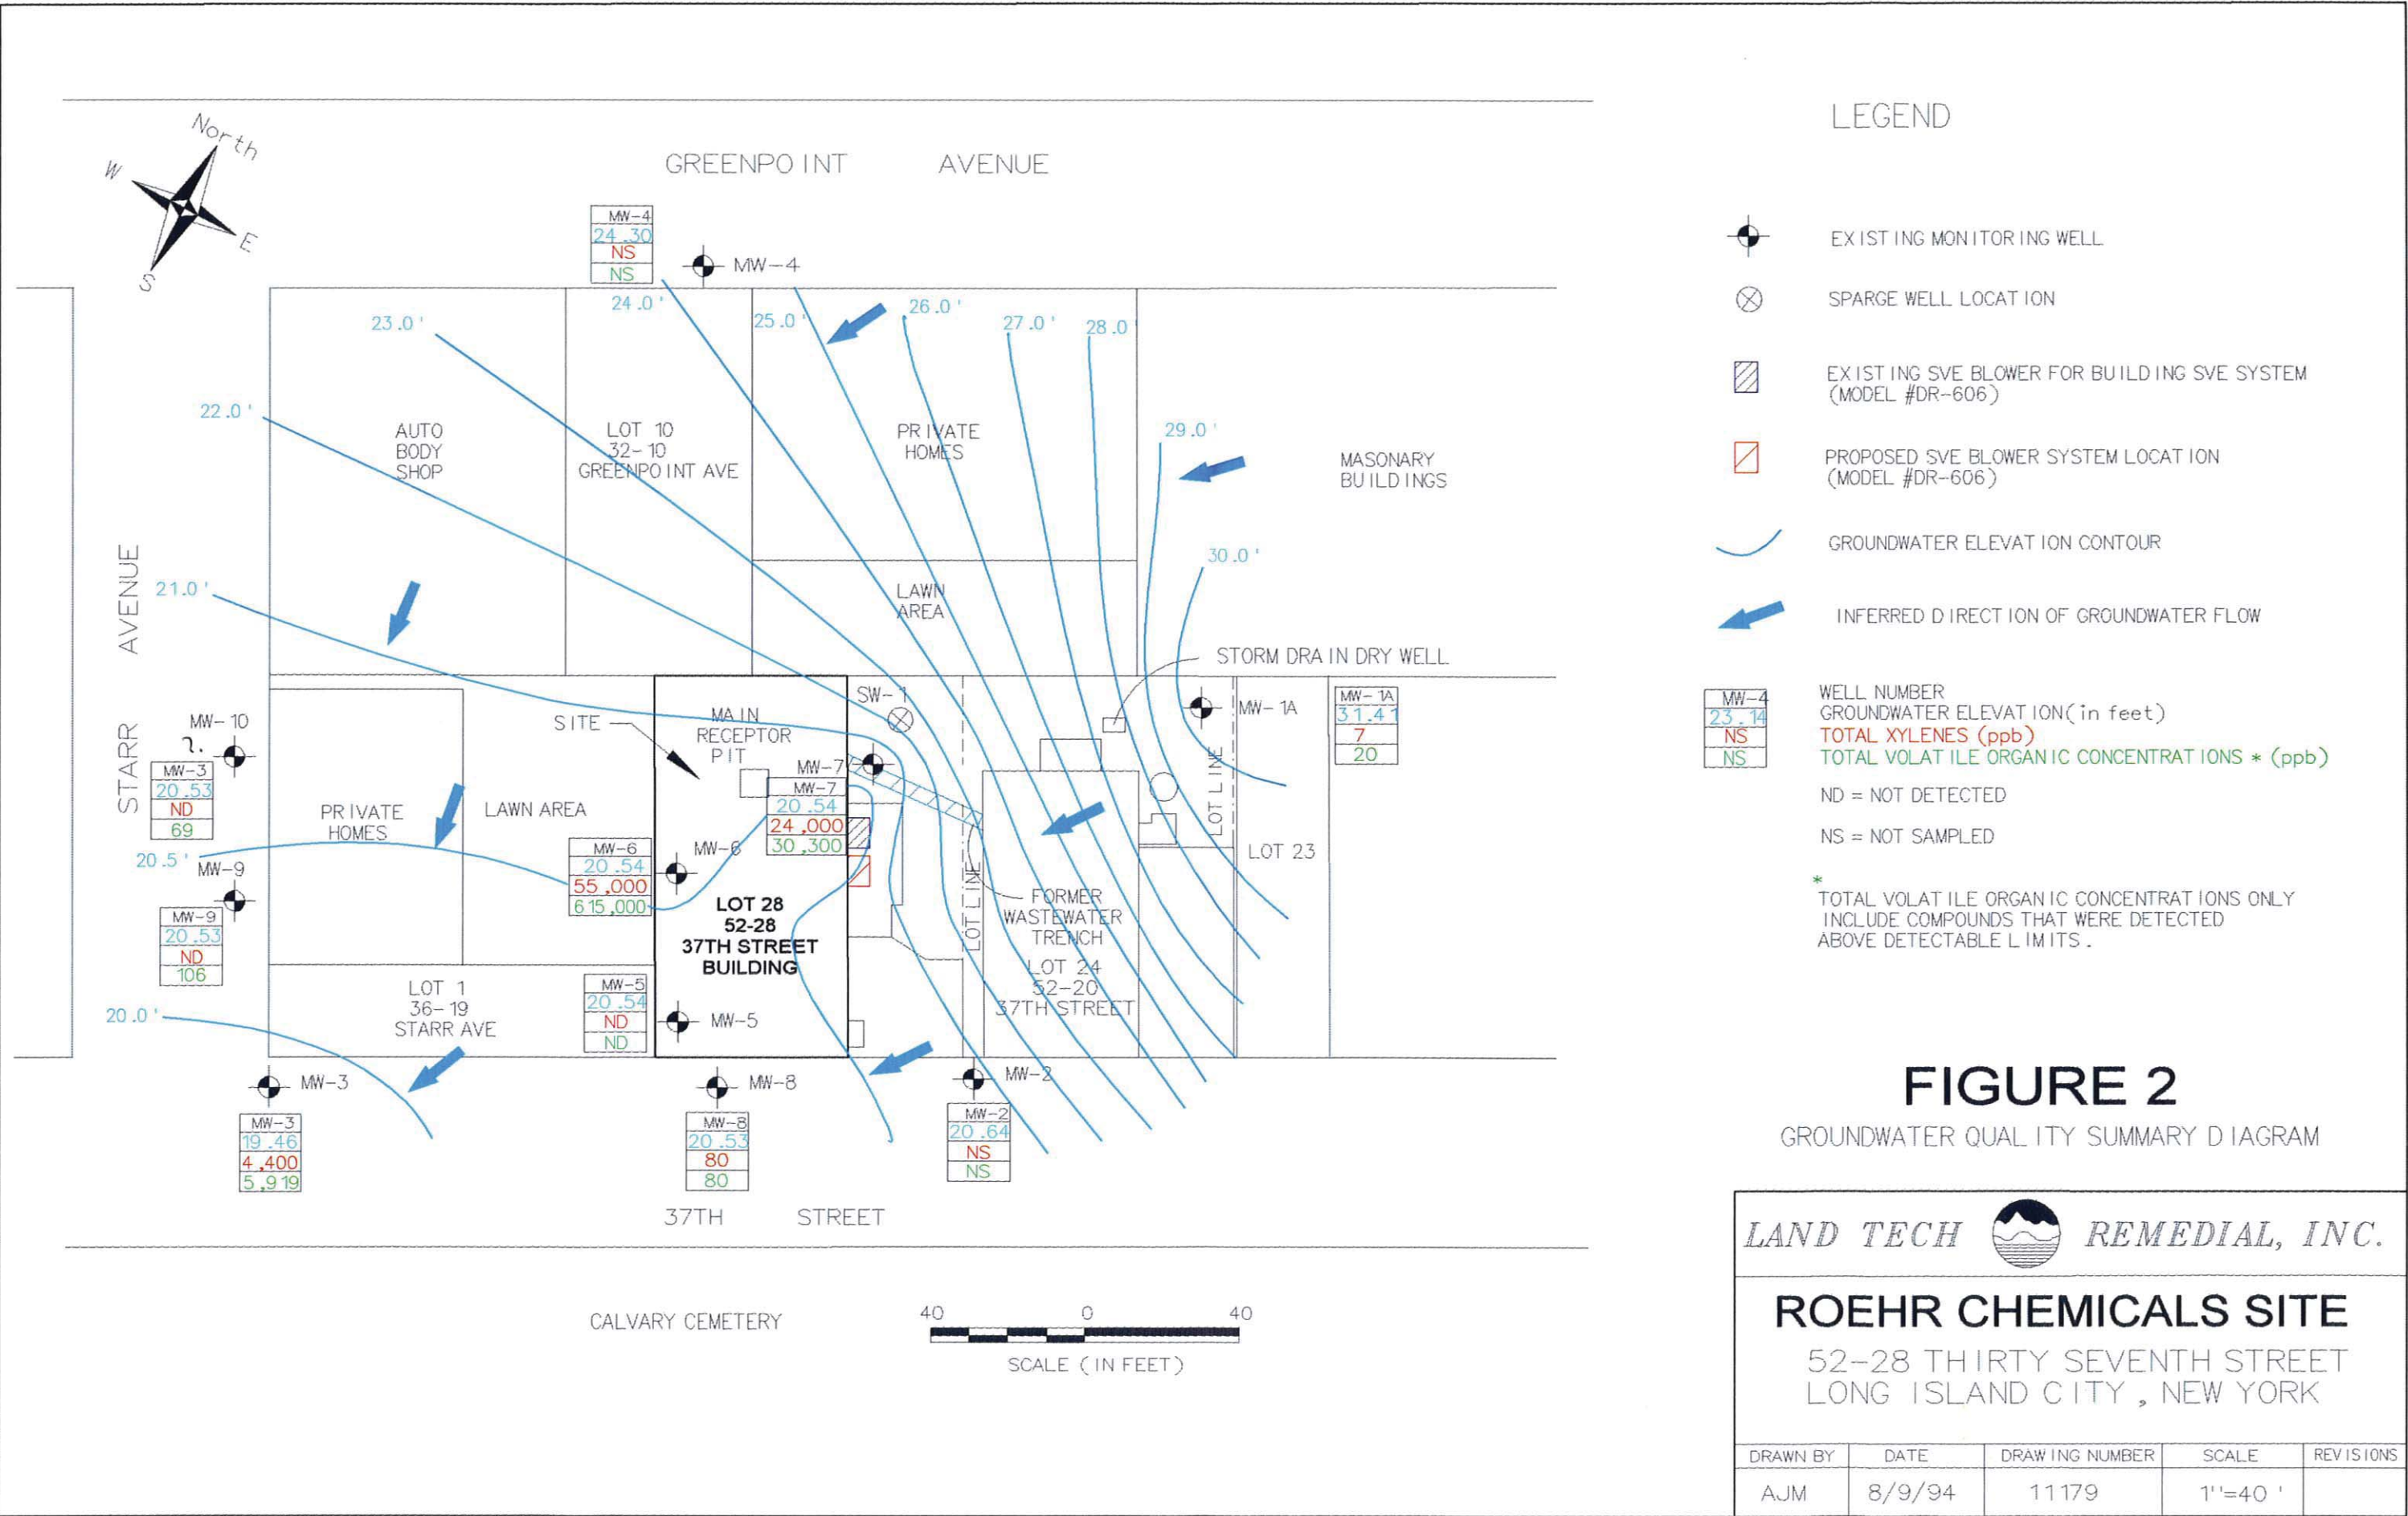 North
W
E
S
GREENPOINT AVENUE
MW-4
24.30
NS
NS
MW-4
23.0'
24.0'
25.0'
26.0'
27.0'
28.0
22.0'
29.0'
30.0'
21.0'
20.5'
20.0'
AUTO
BODY
SHOP
LOT 10
32-10
GREENPOINT AVE
PRIVATE
HOMES
MASONARY
BUILDINGS
LAWN
AREA
STARR AVENUE
STORM DRAIN DRY WELL
MW-10
?.
MW-3
20.53
ND
69
MW-9
MW-9
20.53
ND
106
PRIVATE
HOMES
LAWN AREA
SITE
MAIN
RECEPTOR
PIT
SW-1
MW-7
MW-7
20.54
24,000
30,300
MW-6
20.54
55,000
615,000
MW-6
LOT 28
52-28
37TH STREET
BUILDING
MW-5
20.54
ND
ND
MW-5
LOT 1
36-19
STARR AVE
MW-1A
MW-1A
31.41
7
20
LOT LINE
LOT LINE
LOT 23
FORMER
WASTEWATER
TRENCH
LOT 24
52-20
37TH STREET
MW-3
MW-3
19.46
4,400
5,919
MW-8
MW-8
20.53
80
80
MW-2
MW-2
20.64
NS
NS
37TH STREET
CALVARY CEMETERY
40 0 40
SCALE (IN FEET)
LEGEND
EXISTING MONITORING WELL
SPARGE WELL LOCATION
EXISTING SVE BLOWER FOR BUILDING SVE SYSTEM
(MODEL #DR-606)
PROPOSED SVE BLOWER SYSTEM LOCATION
(MODEL #DR-606)
GROUNDWATER ELEVATION CONTOUR
INFERRED DIRECTION OF GROUNDWATER FLOW
MW-4
23.14
NS
NS
WELL NUMBER
GROUNDWATER ELEVATION(in feet)
TOTAL XYLENES (ppb)
TOTAL VOLATILE ORGANIC CONCENTRATIONS * (ppb)
ND = NOT DETECTED
NS = NOT SAMPLED
*
TOTAL VOLATILE ORGANIC CONCENTRATIONS ONLY
INCLUDE COMPOUNDS THAT WERE DETECTED
ABOVE DETECTABLE LIMITS.
FIGURE 2
GROUNDWATER QUALITY SUMMARY DIAGRAM
LAND TECH REMEDIAL, INC.
ROEHR CHEMICALS SITE
52-28 THIRTY SEVENTH STREET
LONG ISLAND CITY, NEW YORK
DRAWN BY DATE DRAWING NUMBER SCALE REVISIONS
AJM 8/9/94 11179 1"=40'